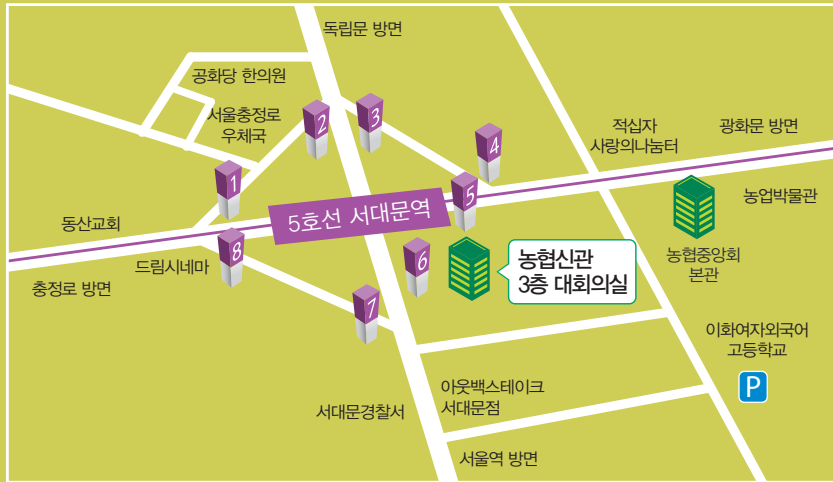 독립문 방면
공화당 한의원
서울충정로
우체국
2
3
4
적십자
사랑의나눔터
광화문 방면
1
5
5호선 서대문역
농업박물관
동산교회
8
6
드림시네마
충정로 방면
농협신관
3층 대회의실
농협중앙회
본관
7
이화여자외국어
고등학교
P
아웃백스테이크
서대문점
서대문경찰서
서울역 방면